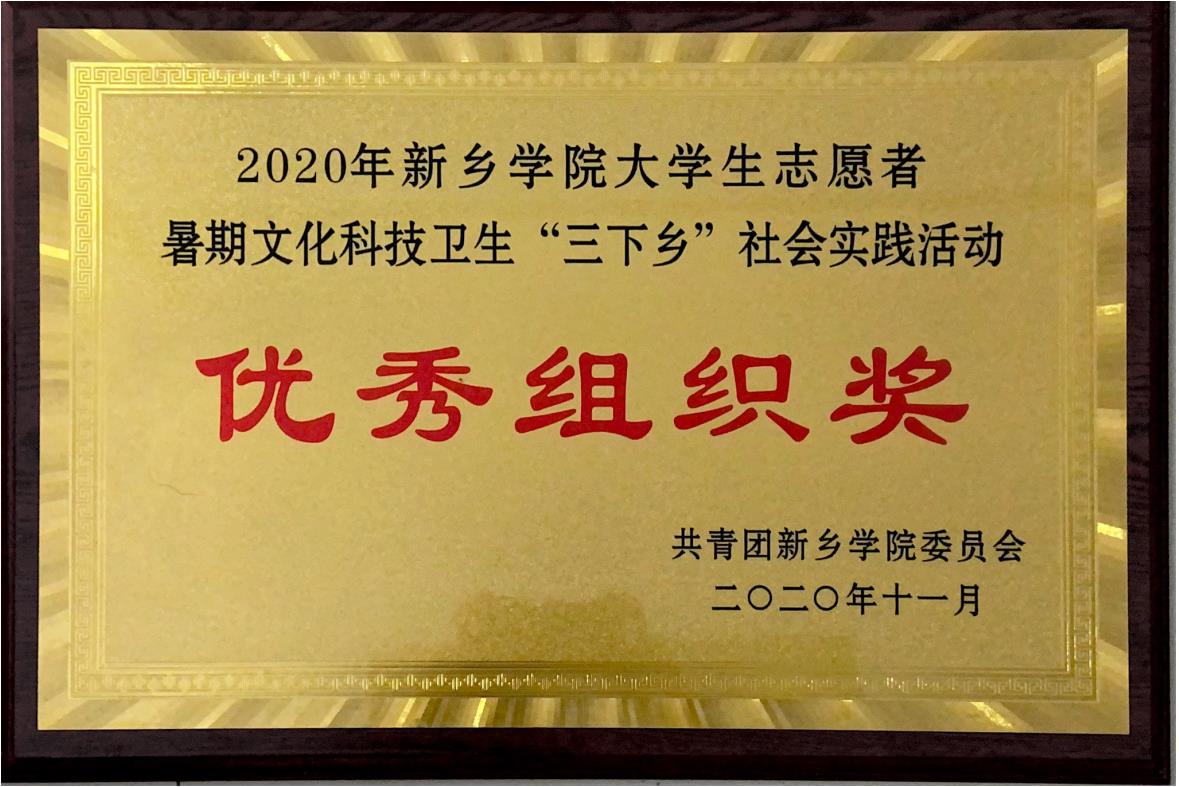 2020年新乡学院大学生志愿者
暑期文化科技卫生“三下乡”社会实践活动
优秀组织奖
共青团新乡学院委员会
二〇二〇年十一月